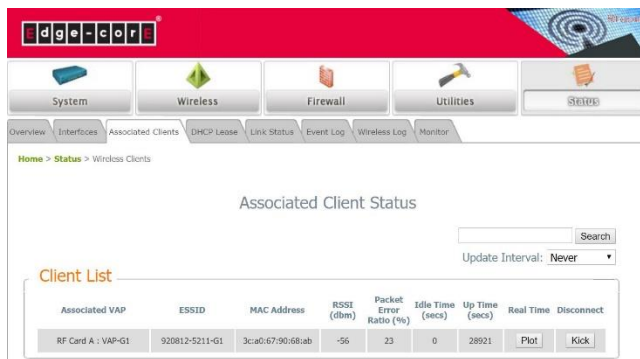 Edge-corE
System Wireless Firewall Utilities Status
Overview Interfaces Associated Clients DHCP Lease Link Status Event Log Wireless Log Monitor
Home > Status > Wireless Clients
Associated Client Status
Search
Update Interval: Never
Client List
Associated VAP ESSID MAC Address RSSI (dbm) Packet Error Ratio (%) Idle Time (secs) Up Time (secs) Real Time Disconnect
RF Card A : VAP-G1 920812-5211-G1 3c:a0:67:90:68:ab -56 23 0 28921 Plot Kick